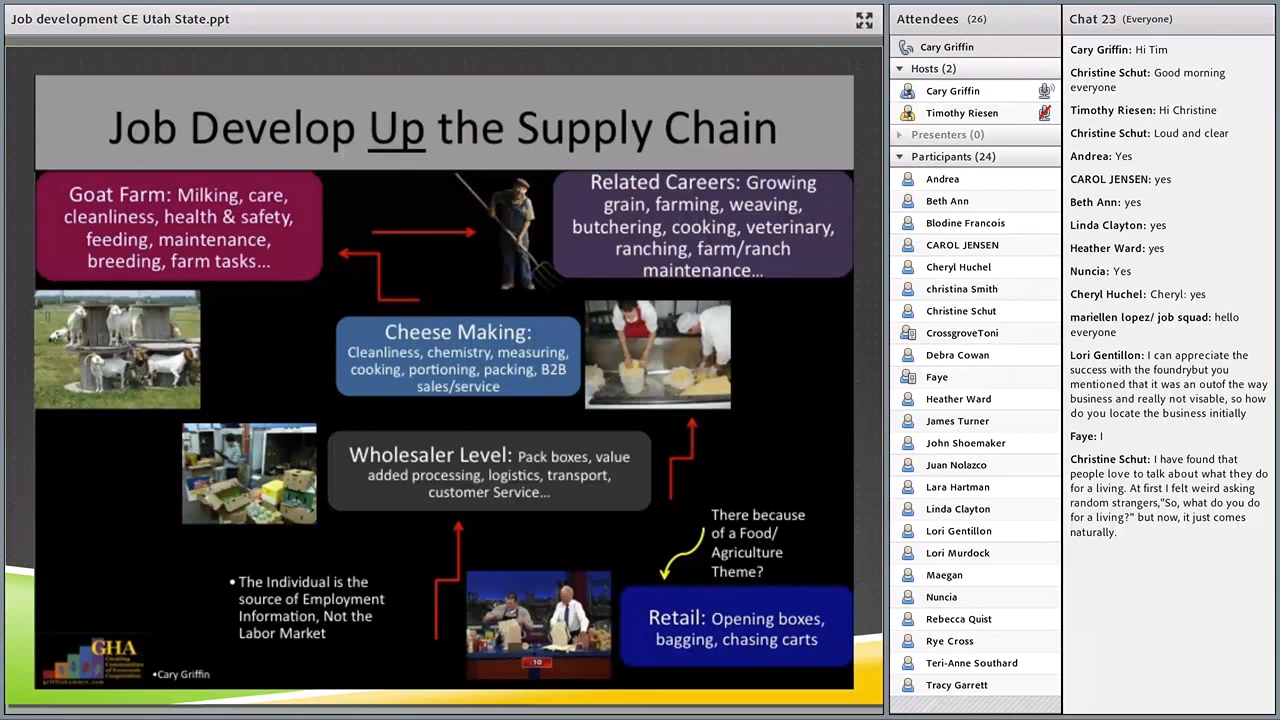 Job development CE Utah State.ppt
Job Develop Up the Supply Chain
Goat Farm: Milking, care,
cleanliness, health & safety,
feeding, maintenance,
breeding, farm tasks...
Related Careers: Growing
grain, farming, weaving,
butchering, cooking, veterinary,
ranching, farm/ranch
maintenance...
Cheese Making:
Cleanliness, chemistry, measuring,
cooking, portioning, packing, B2B
sales/service
Wholesaler Level: Pack boxes, value
added processing, logistics, transport,
customer Service...
There because
of a Food/
Agriculture
Theme?
• The Individual is the
source of Employment
Information, Not the
Labor Market
Retail: Opening boxes,
bagging, chasing carts
:10
GHA
•Cary Griffin
Attendees (26)
Cary Griffin
Hosts (2)
Cary Griffin
Timothy Riesen
Presenters (0)
Participants (24)
Andrea
Beth Ann
Blodine Francois
CAROL JENSEN
Cheryl Huchel
christina Smith
Christine Schut
CrossgroveToni
Debra Cowan
Faye
Heather Ward
James Turner
John Shoemaker
Juan Nolazco
Lara Hartman
Linda Clayton
Lori Gentillon
Lori Murdock
Maegan
Nuncia
Rebecca Quist
Rye Cross
Teri-Anne Southard
Tracy Garrett
Chat 23 (Everyone)
Cary Griffin: Hi Tim
Christine Schut: Good morning
everyone
Timothy Riesen: Hi Christine
Christine Schut: Loud and clear
Andrea: Yes
CAROL JENSEN: yes
Beth Ann: yes
Linda Clayton: yes
Heather Ward: yes
Nuncia: Yes
Cheryl Huchel: Cheryl: yes
mariellen lopez/ job squad: hello
everyone
Lori Gentillon: I can appreciate the
success with the foundrybut you
mentioned that it was an outof the way
business and really not visable, so how
do you locate the business initially
Faye: I
Christine Schut: I have found that
people love to talk about what they do
for a living. At first I felt weird asking
random strangers,"So, what do you do
for a living?" but now, it just comes
naturally.